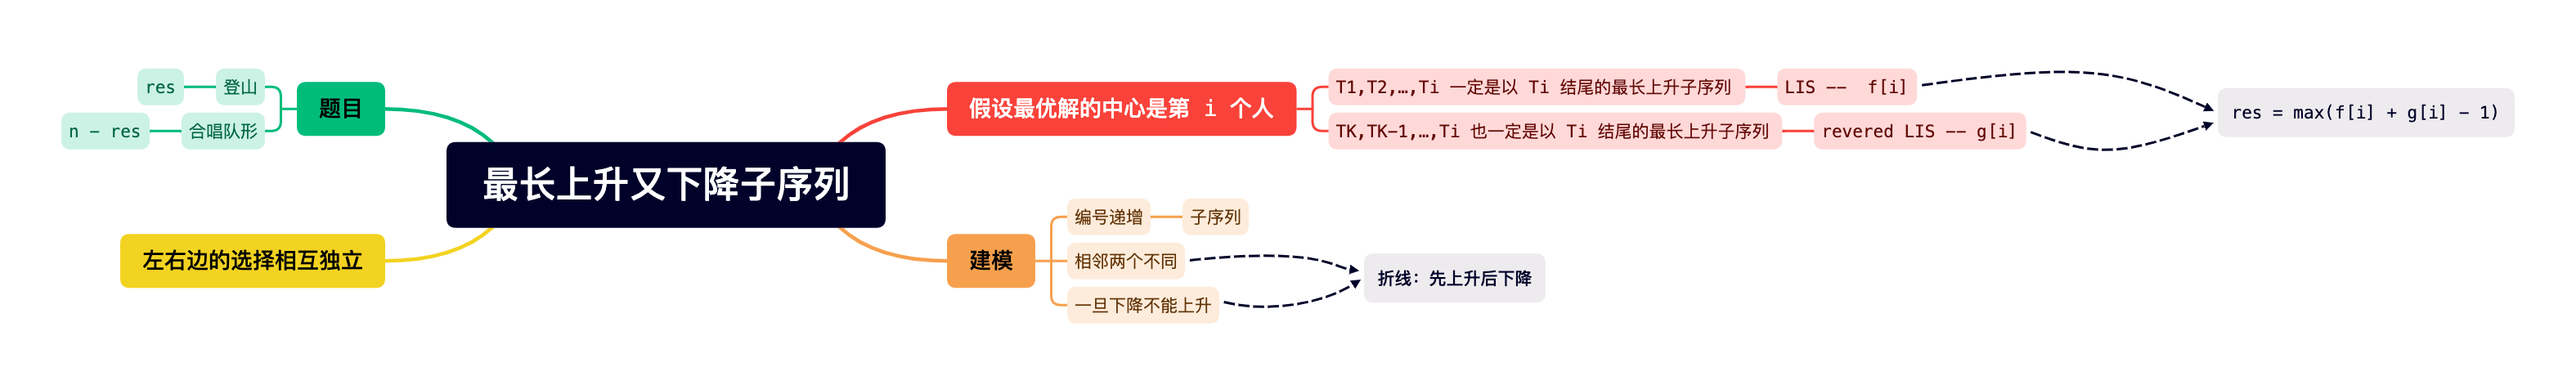 最长上升又下降子序列
题目
登山
res
合唱队形
n - res
左右边的选择相互独立
假设最优解的中心是第 i 个人
T1,T2,…,Ti 一定是以 Ti 结尾的最长上升子序列
LIS -- f[i]
TK,TK-1,…,Ti 也一定是以 Ti 结尾的最长上升子序列
revered LIS -- g[i]
res = max(f[i] + g[i] - 1)
建模
编号递增
子序列
相邻两个不同
一旦下降不能上升
折线：先上升后下降